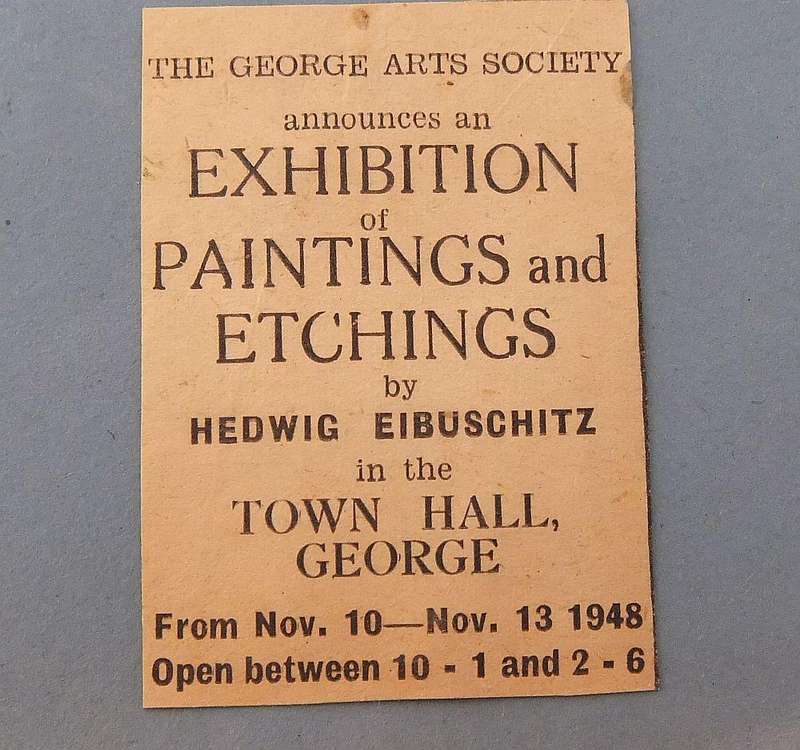 THE GEORGE ARTS SOCIETY
announces an
EXHIBITION
of
PAINTINGS and
ETCHINGS
by
HEDWIG EIBUSCHITZ
in the
TOWN HALL,
GEORGE
From Nov. 10—Nov. 13 1948
Open between 10 - 1 and 2 - 6